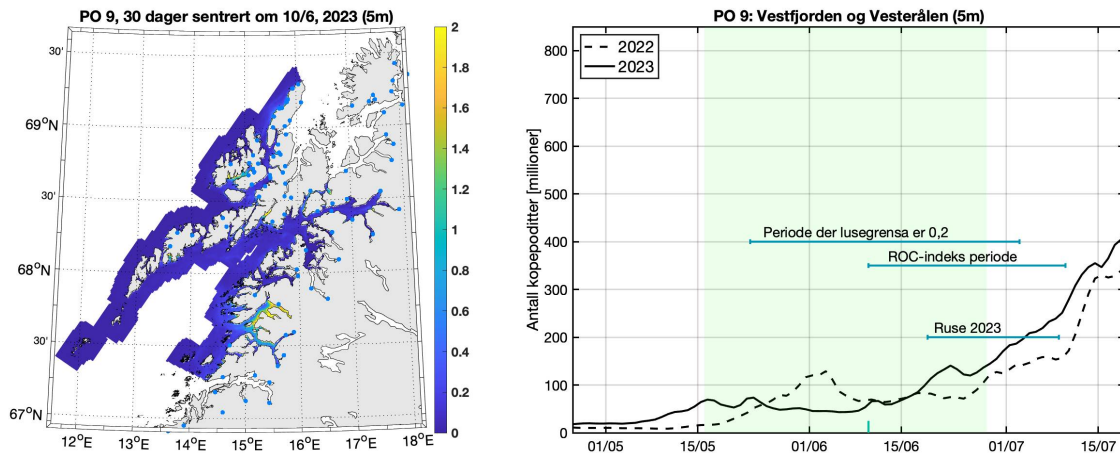 PO 9, 30 dager sentrert om 10/6, 2023 (5m)
30'
69°N
30'
68°N
30'
67°N
12°E 13°E 14°E 15°E 16°E 17°E 18°E
2
1.8
1.6
1.4
1.2
1
0.8
0.6
0.4
0.2
0
PO 9: Vestfjorden og Vesterålen (5m)
Antall kopepoditter [millioner]
800
700
600
500
400
300
200
100
0
2022
2023
Periode der lusegrensa er 0,2
ROC-indeks periode
Ruse 2023
01/05 15/05 01/06 15/06 01/07 15/07